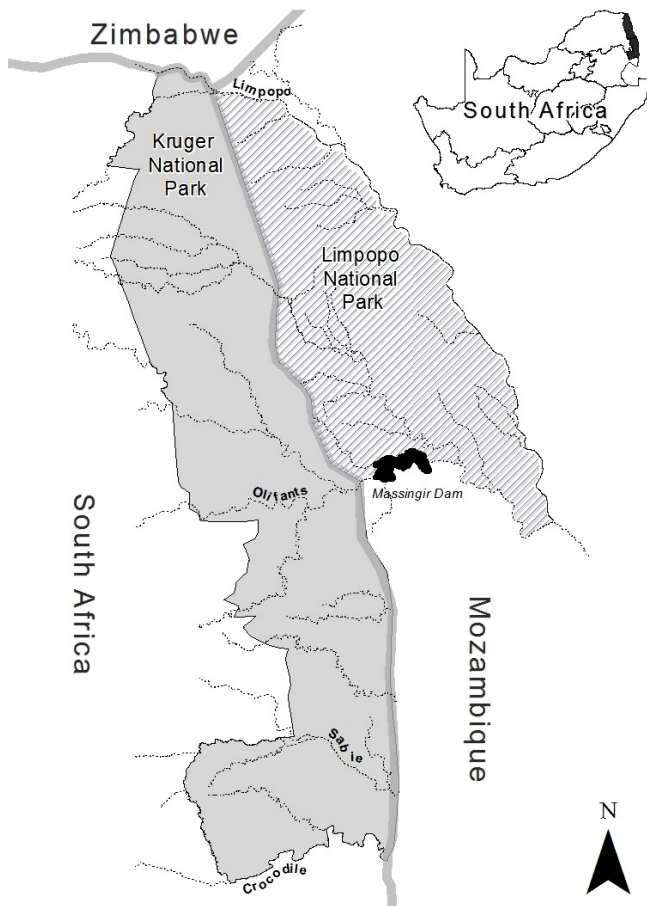 Zimbabwe
Limpopo
South Africa
Kruger
National
Park
Limpopo
National
Park
Olifants
Massingir Dam
South Africa
Mozambique
Sabie
N
Crocodile